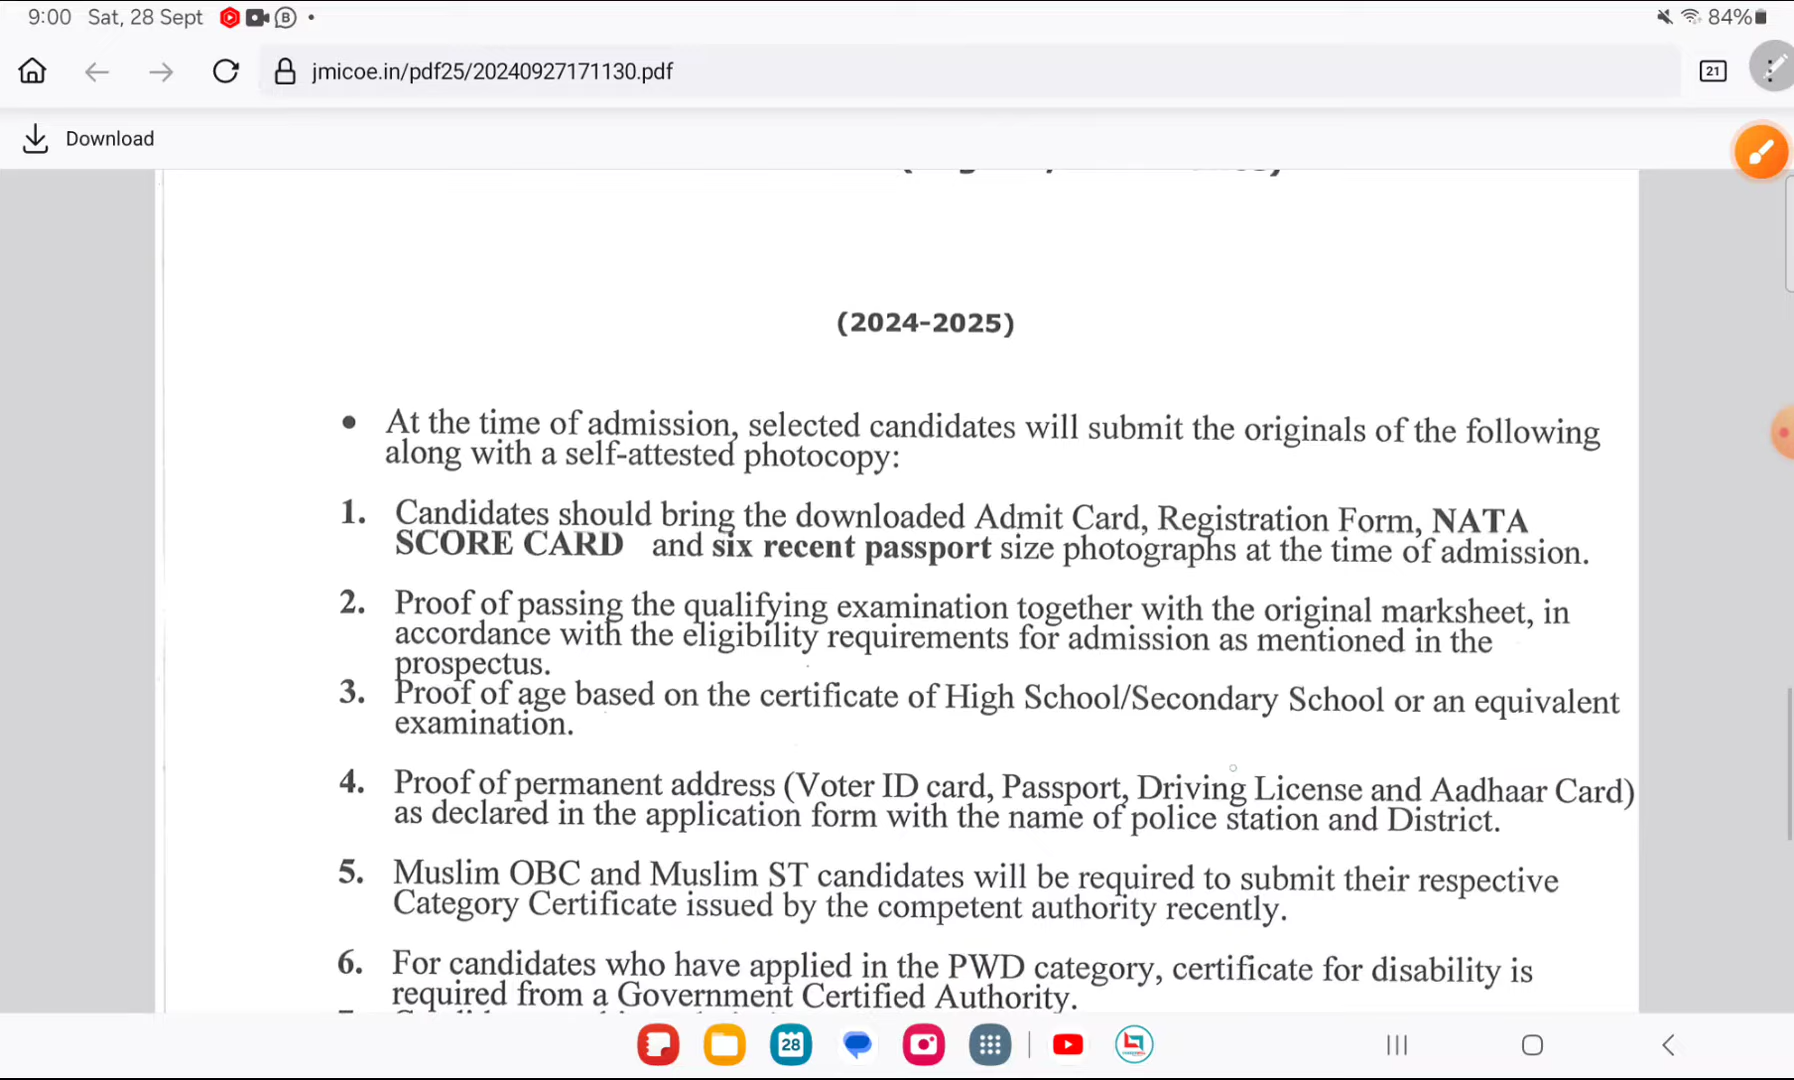 9:00 Sat, 28 Sept
84%
jmicoe.in/pdf25/20240927171130.pdf
21
Download
(2024-2025)
• At the time of admission, selected candidates will submit the originals of the following
along with a self-attested photocopy:
1. Candidates should bring the downloaded Admit Card, Registration Form, NATA
SCORE CARD and six recent passport size photographs at the time of admission.
2. Proof of passing the qualifying examination together with the original marksheet, in
accordance with the eligibility requirements for admission as mentioned in the
prospectus.
3. Proof of age based on the certificate of High School/Secondary School or an equivalent
examination.
4. Proof of permanent address (Voter ID card, Passport, Driving License and Aadhaar Card)
as declared in the application form with the name of police station and District.
5. Muslim OBC and Muslim ST candidates will be required to submit their respective
Category Certificate issued by the competent authority recently.
6. For candidates who have applied in the PWD category, certificate for disability is
required from a Government Certified Authority.
28